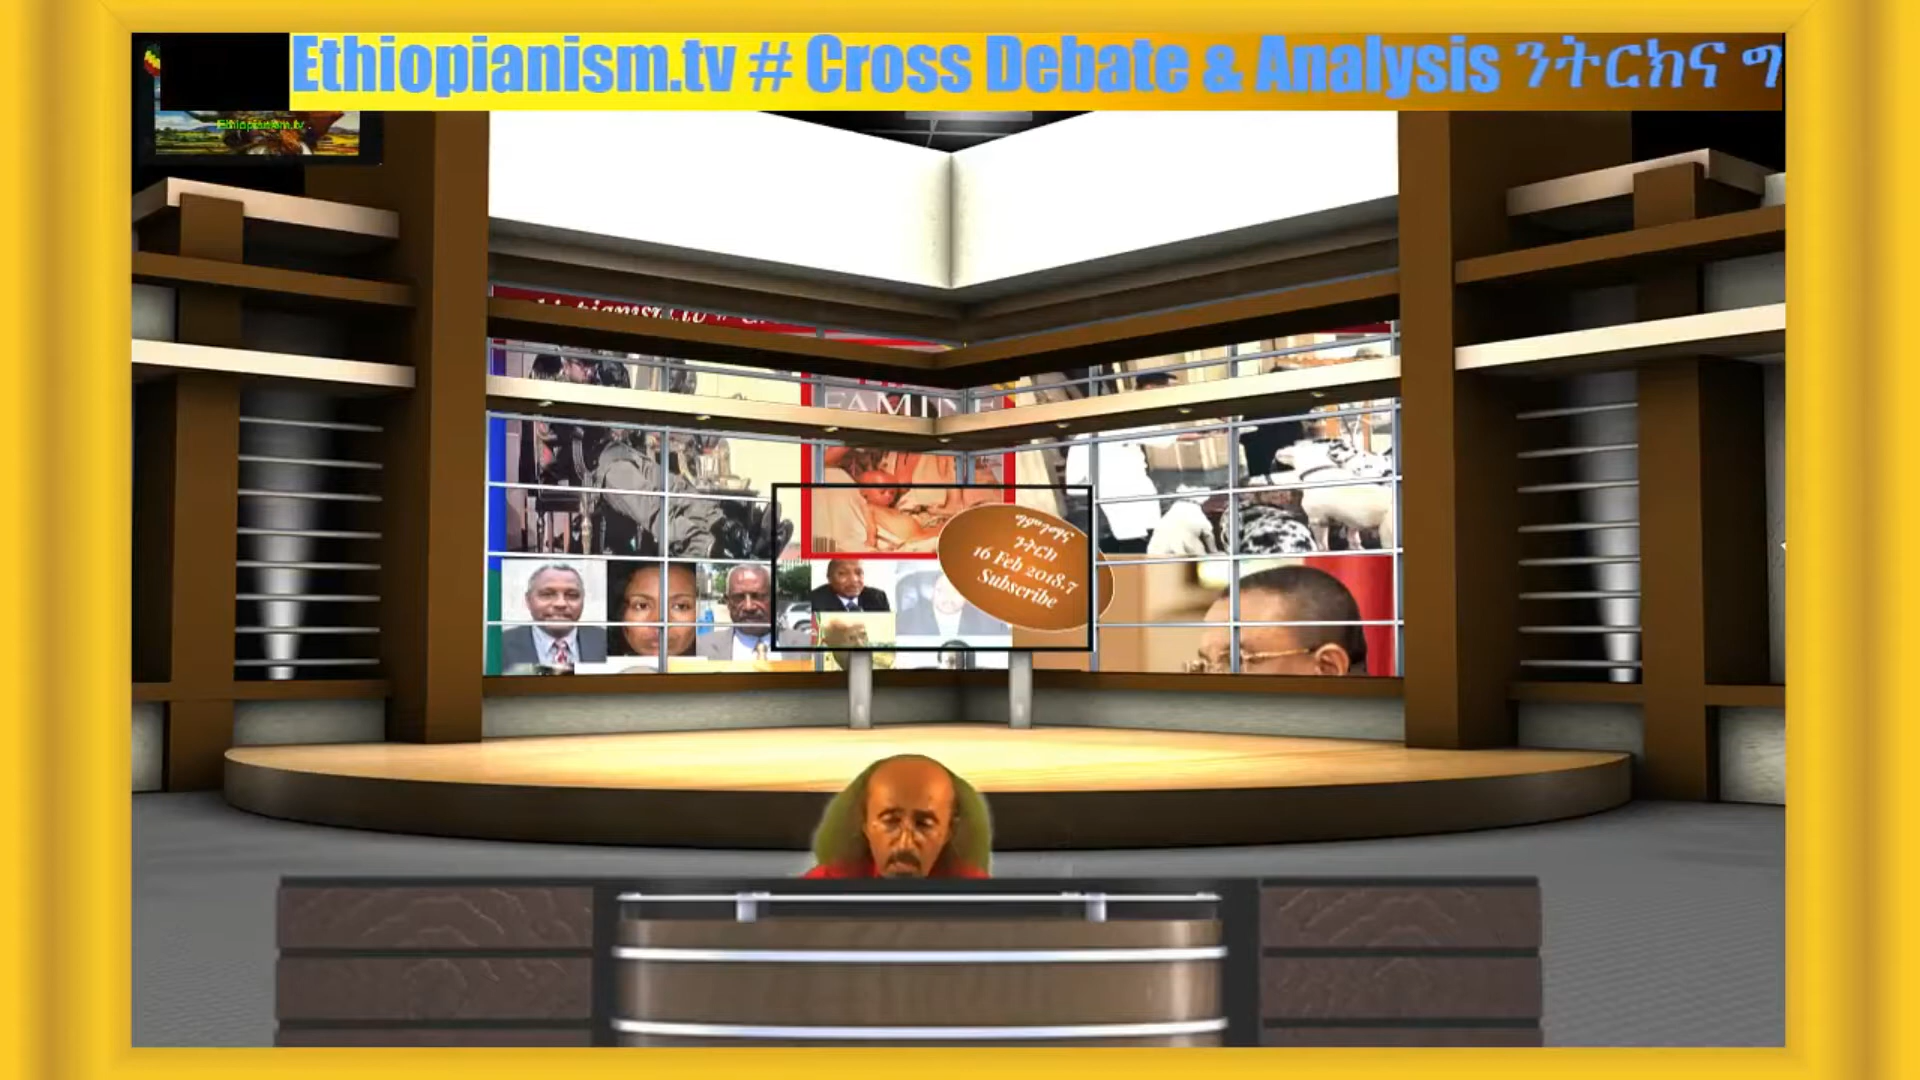 Ethiopianism.tv # Cross Debate & Analysis ንትርክና ግ
Ethiopianism.tv
FAMINE
ንትርክ
16 Feb 2018.7
Subscribe